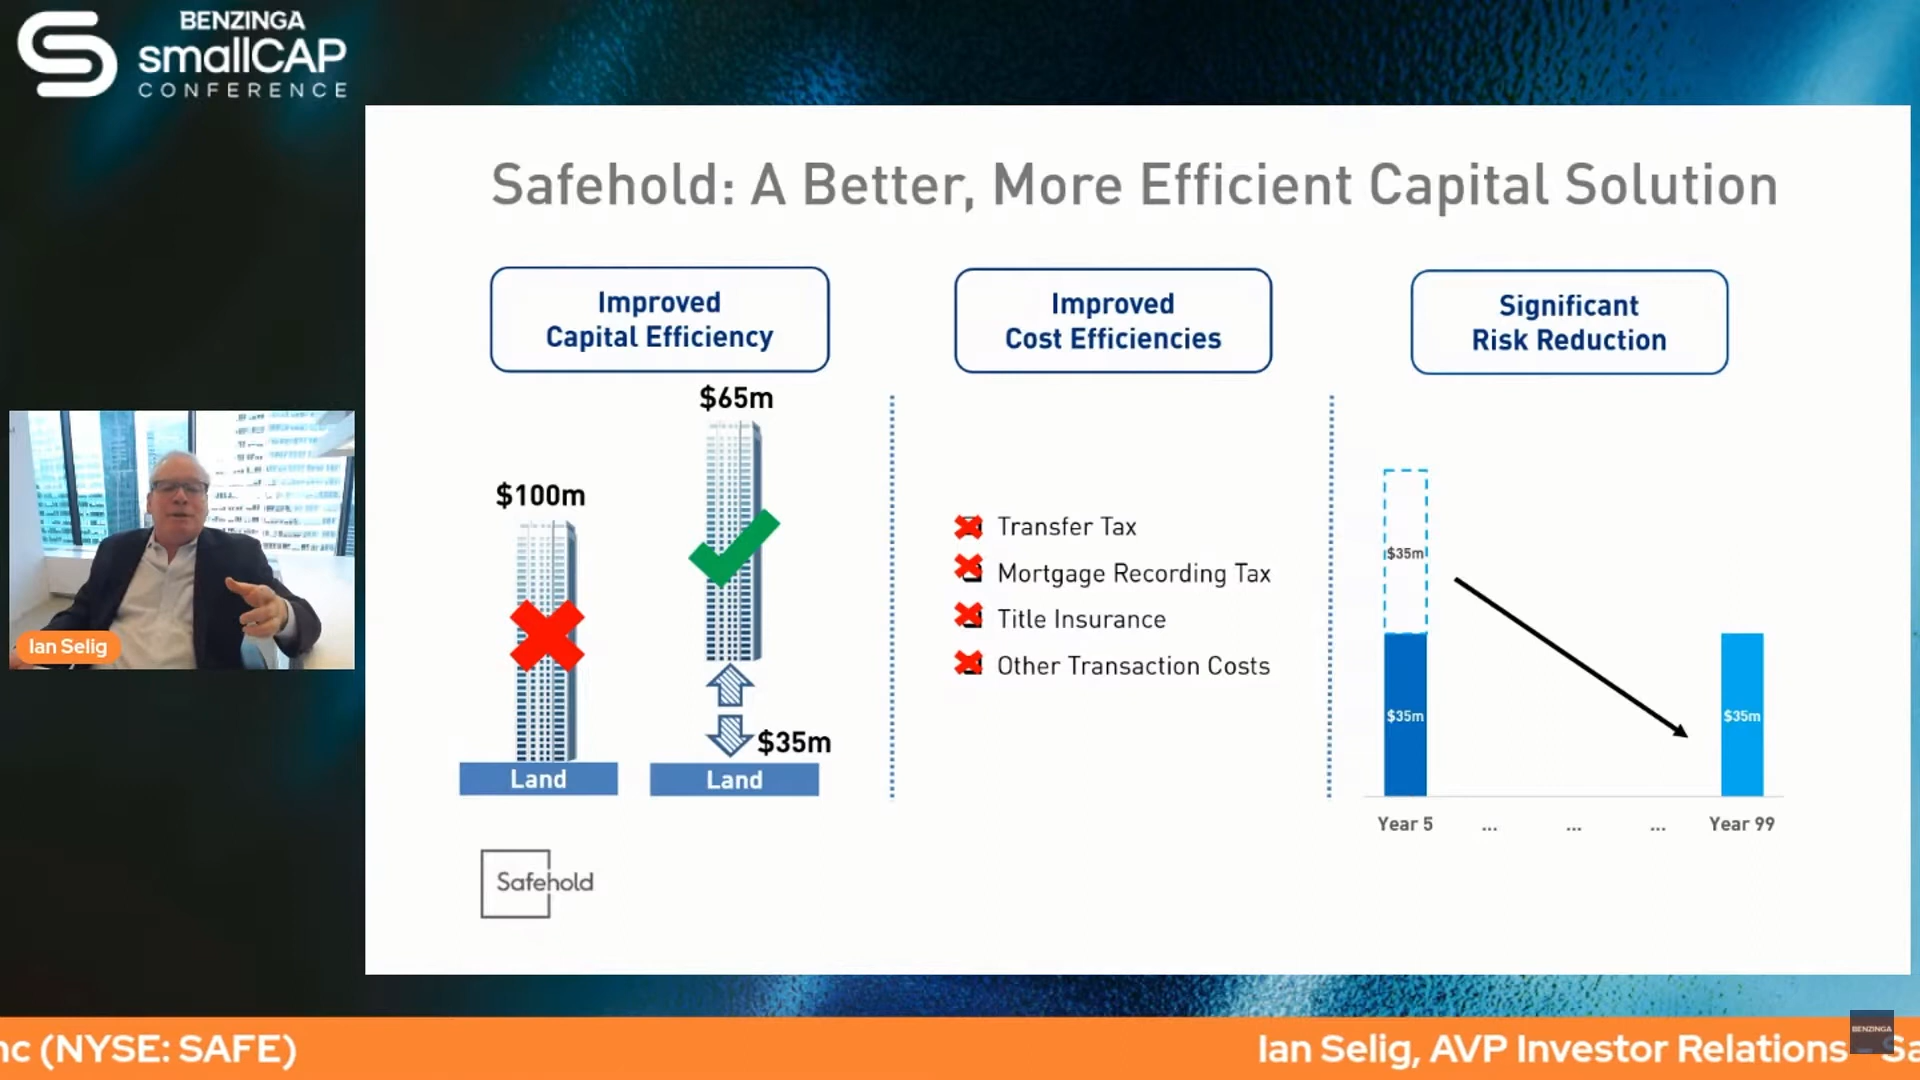 BENZINGA
smallCAP
CONFERENCE
Safehold: A Better, More Efficient Capital Solution
Improved
Capital Efficiency
Improved
Cost Efficiencies
Significant
Risk Reduction
$100m
$65m
$35m
Land
Land
Transfer Tax
Mortgage Recording Tax
Title Insurance
Other Transaction Costs
$35m
$35m
$35m
Year 5 ... ... ... Year 99
Safehold
Ian Selig
nc (NYSE: SAFE)
Ian Selig, AVP Investor Relations - Sa
BENZINGA